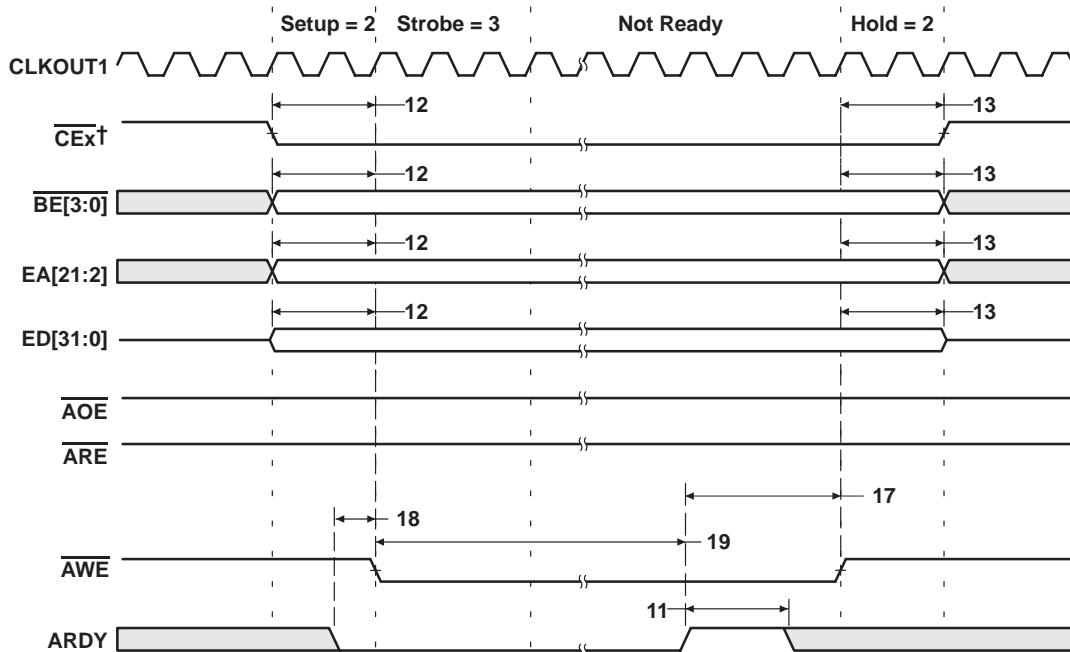 Setup = 2 Strobe = 3 Not Ready Hold = 2
CLKOUT1
12 13
CEx†
12 13
BE[3:0]
12 13
EA[21:2]
12 13
ED[31:0]
AOE
ARE
17
18
19
AWE
11
ARDY